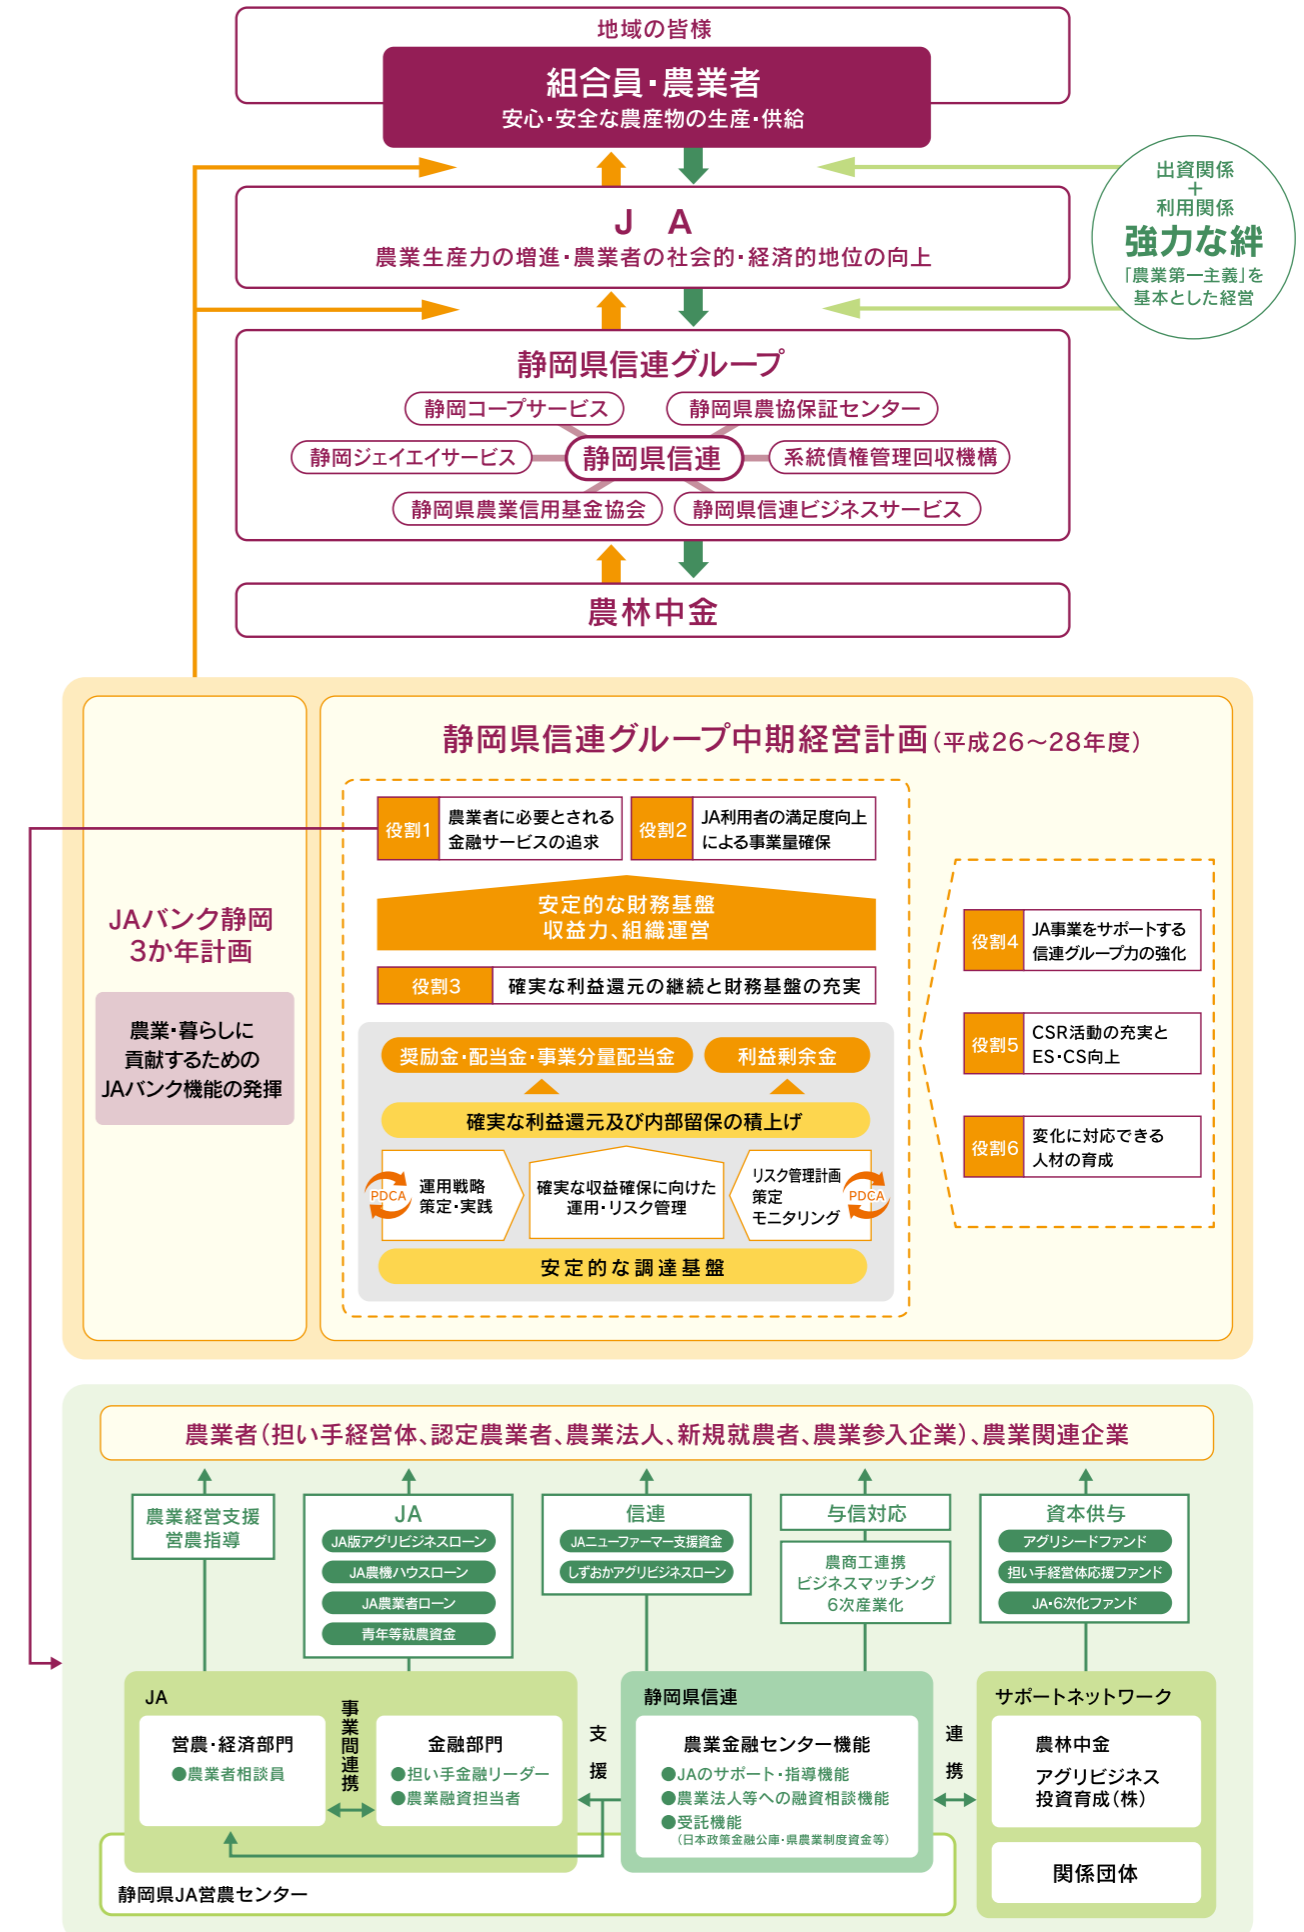 地域の皆様
組合員・農業者
安心・安全な農産物の生産・供給
出資関係
＋
利用関係
強力な絆
「農業第一主義」を
基本とした経営
J A
農業生産力の増進・農業者の社会的・経済的地位の向上
静岡県信連グループ
静岡コープサービス
静岡県農協保証センター
静岡ジェイエイサービス
静岡県信連
系統債権管理回収機構
静岡県農業信用基金協会
静岡県信連ビジネスサービス
農林中金
JAバンク静岡
3か年計画
農業・暮らしに
貢献するための
JAバンク機能の発揮
静岡県信連グループ中期経営計画（平成26〜28年度）
役割1
農業者に必要とされる
金融サービスの追求
役割2
JA利用者の満足度向上
による事業量確保
安定的な財務基盤
収益力、組織運営
役割3
確実な利益還元の継続と財務基盤の充実
奨励金・配当金・事業分量配当金
利益剰余金
確実な利益還元及び内部留保の積上げ
PDCA
運用戦略
策定・実践
確実な収益確保に向けた
運用・リスク管理
リスク管理計画
策定
モニタリング
PDCA
安定的な調達基盤
役割4
JA事業をサポートする
信連グループ力の強化
役割5
CSR活動の充実と
ES・CS向上
役割6
変化に対応できる
人材の育成
農業者（担い手経営体、認定農業者、農業法人、新規就農者、農業参入企業）、農業関連企業
農業経営支援
営農指導
JA
JA版アグリビジネスローン
JA農機ハウスローン
JA農業者ローン
青年等就農資金
信連
JAニューファーマー支援資金
しずおかアグリビジネスローン
与信対応
農商工連携
ビジネスマッチング
6次産業化
資本供与
アグリシードファンド
担い手経営体応援ファンド
JA・6次化ファンド
JA
営農・経済部門
●農業者相談員
事業間連携
金融部門
●担い手金融リーダー
●農業融資担当者
支援
静岡県信連
農業金融センター機能
●JAのサポート・指導機能
●農業法人等への融資相談機能
●受託機能
（日本政策金融公庫・県農業制度資金等）
連携
サポートネットワーク
農林中金
アグリビジネス
投資育成（株）
関係団体
静岡県JA営農センター